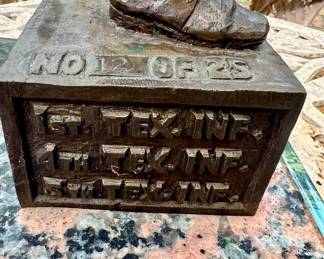 NO 12 OF 25
1ST. TEX. INF.
4TH TEX. INF.
5TH TEX. INF.